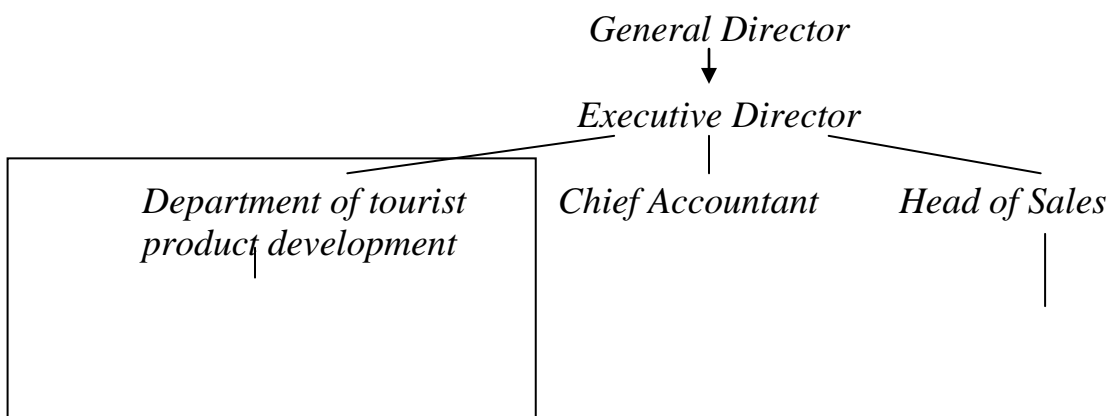 General Director
Executive Director
Department of tourist
product development
Chief Accountant
Head of Sales